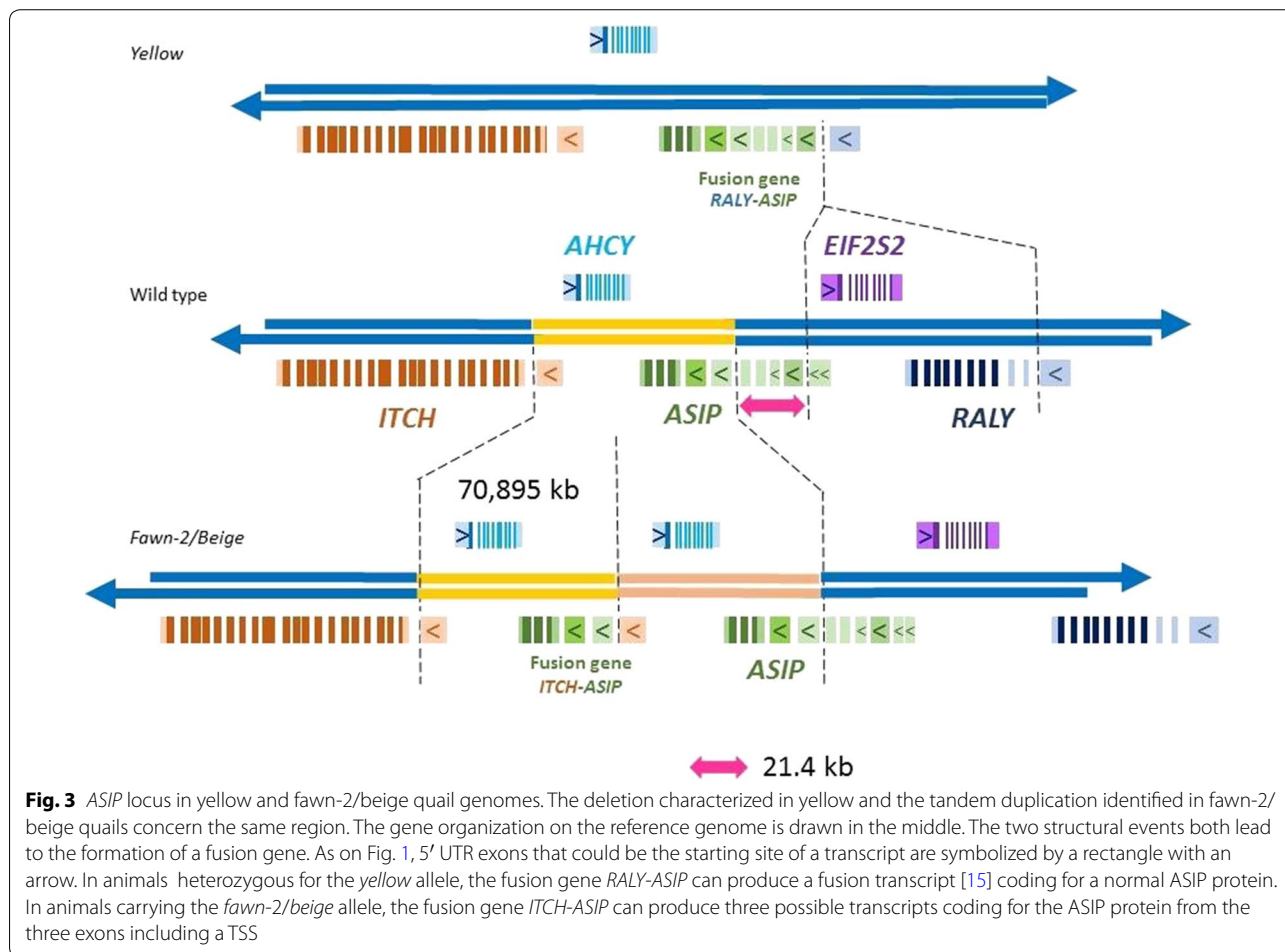 Yellow
>
<
< < < <
<
Fusion gene
RALY-ASIP
AHCY
EIF2S2
Wild type
>
>
<
< < < < <<
<
ITCH
ASIP
RALY
70,895 kb
Fawn-2/Beige
>
>
>
<
< < <
< < < < <<
<
Fusion gene
ITCH-ASIP
ASIP
21.4 kb
Fig. 3 ASIP locus in yellow and fawn-2/beige quail genomes. The deletion characterized in yellow and the tandem duplication identified in fawn-2/
beige quails concern the same region. The gene organization on the reference genome is drawn in the middle. The two structural events both lead
to the formation of a fusion gene. As on Fig. 1, 5′ UTR exons that could be the starting site of a transcript are symbolized by a rectangle with an
arrow. In animals heterozygous for the yellow allele, the fusion gene RALY-ASIP can produce a fusion transcript [15] coding for a normal ASIP protein.
In animals carrying the fawn-2/beige allele, the fusion gene ITCH-ASIP can produce three possible transcripts coding for the ASIP protein from the
three exons including a TSS